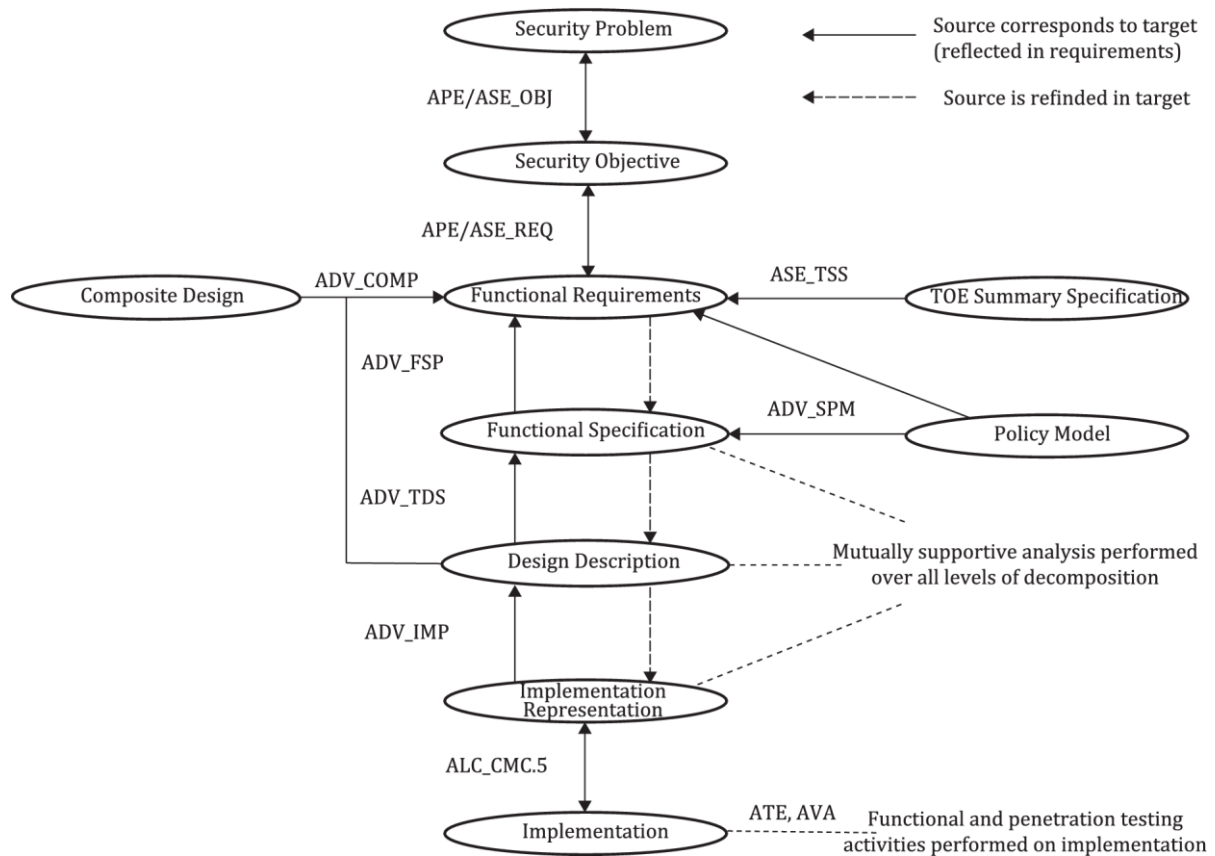 Security Problem
Source corresponds to target
(reflected in requirements)
APE/ASE_OBJ
Source is refinded in target
Security Objective
APE/ASE_REQ
ADV_COMP
ASE_TSS
Composite Design
Functional Requirements
TOE Summary Specification
ADV_FSP
ADV_SPM
Functional Specification
Policy Model
ADV_TDS
Design Description
Mutually supportive analysis performed
over all levels of decomposition
ADV_IMP
Implementation
Representation
ALC_CMC.5
ATE, AVA
Implementation
Functional and penetration testing
activities performed on implementation